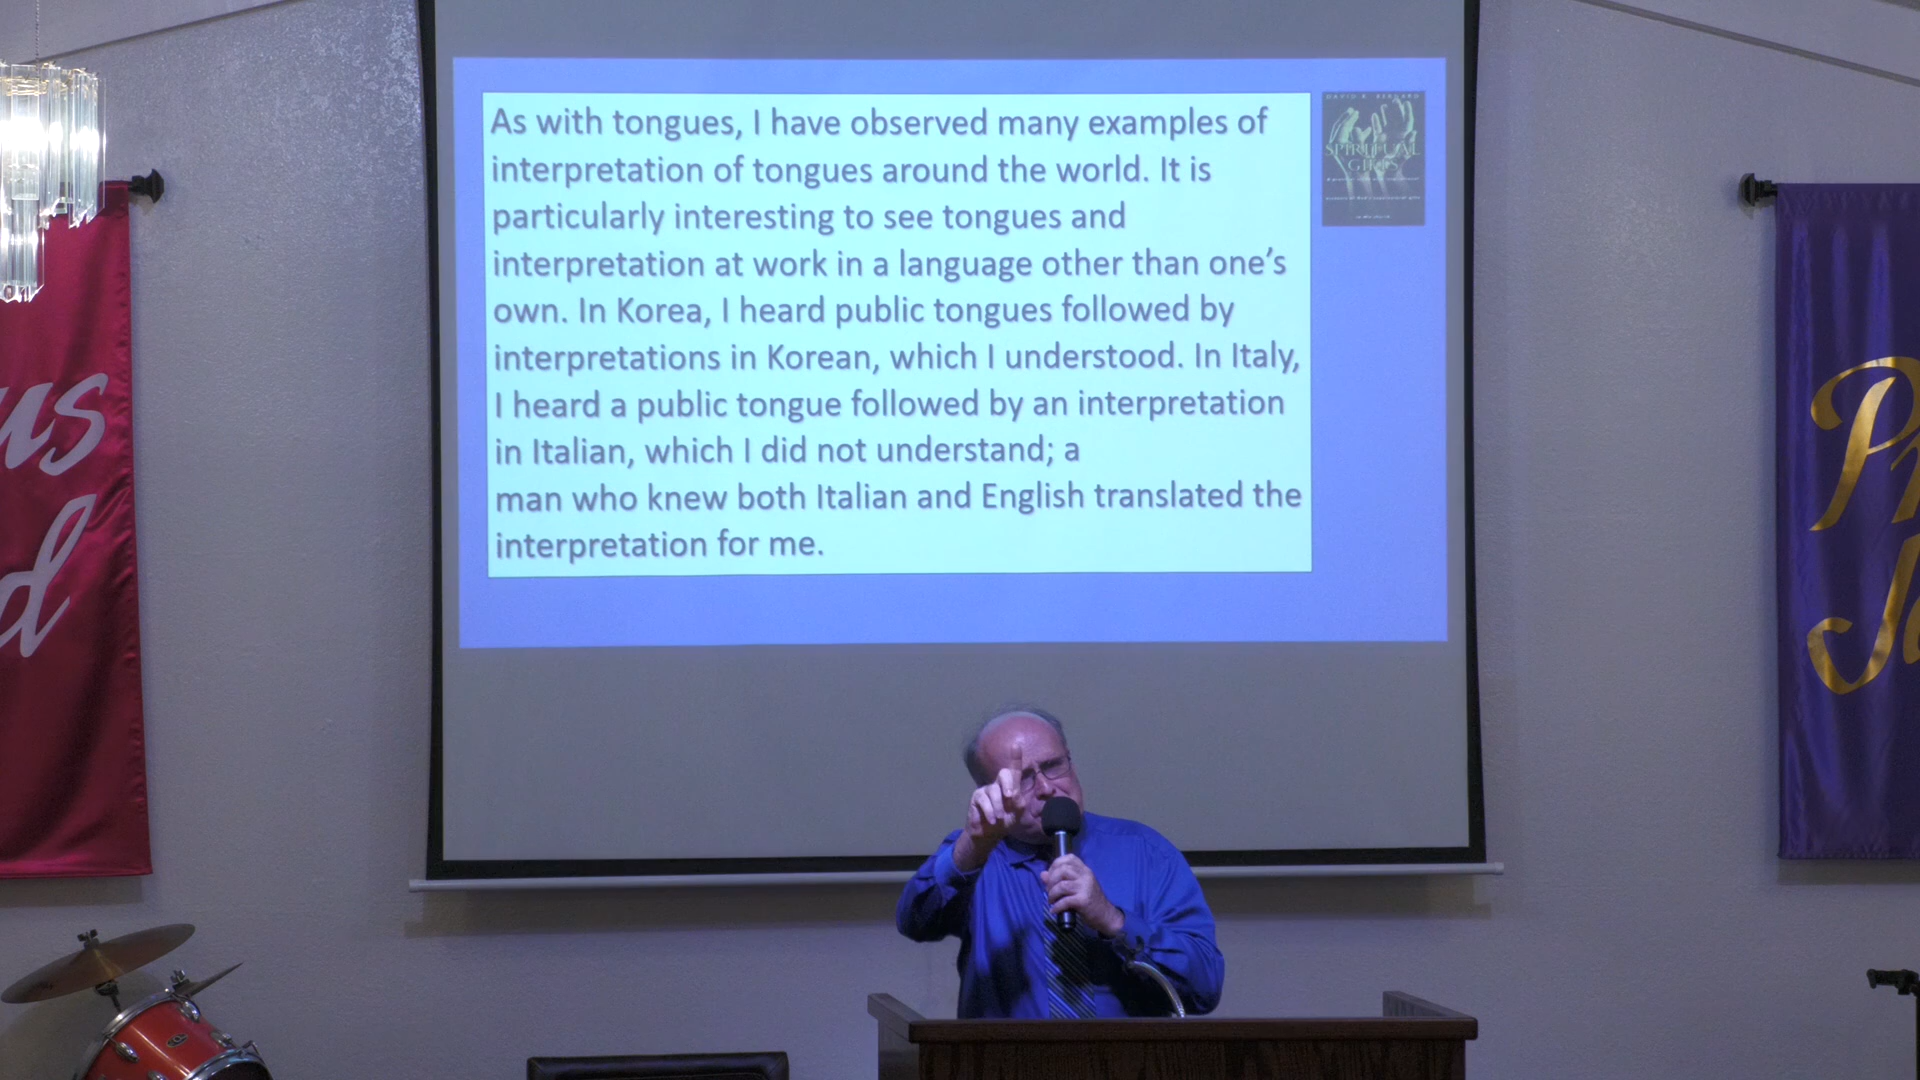 As with tongues, I have observed many examples of
interpretation of tongues around the world. It is
particularly interesting to see tongues and
interpretation at work in a language other than one’s
own. In Korea, I heard public tongues followed by
interpretations in Korean, which I understood. In Italy,
I heard a public tongue followed by an interpretation
in Italian, which I did not understand; a
man who knew both Italian and English translated the
interpretation for me.
DAVID K. BERNARD
SPIRITUAL
GIFTS
us
d